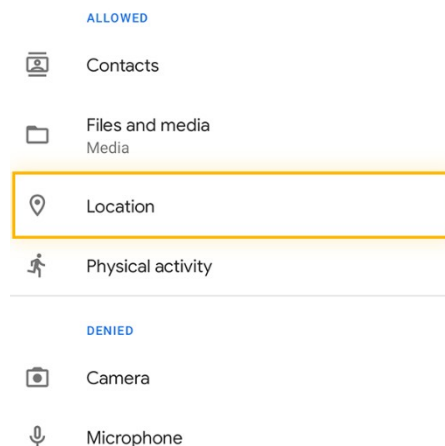 ALLOWED
Contacts
Files and media
Media
Location
Physical activity
DENIED
Camera
Microphone